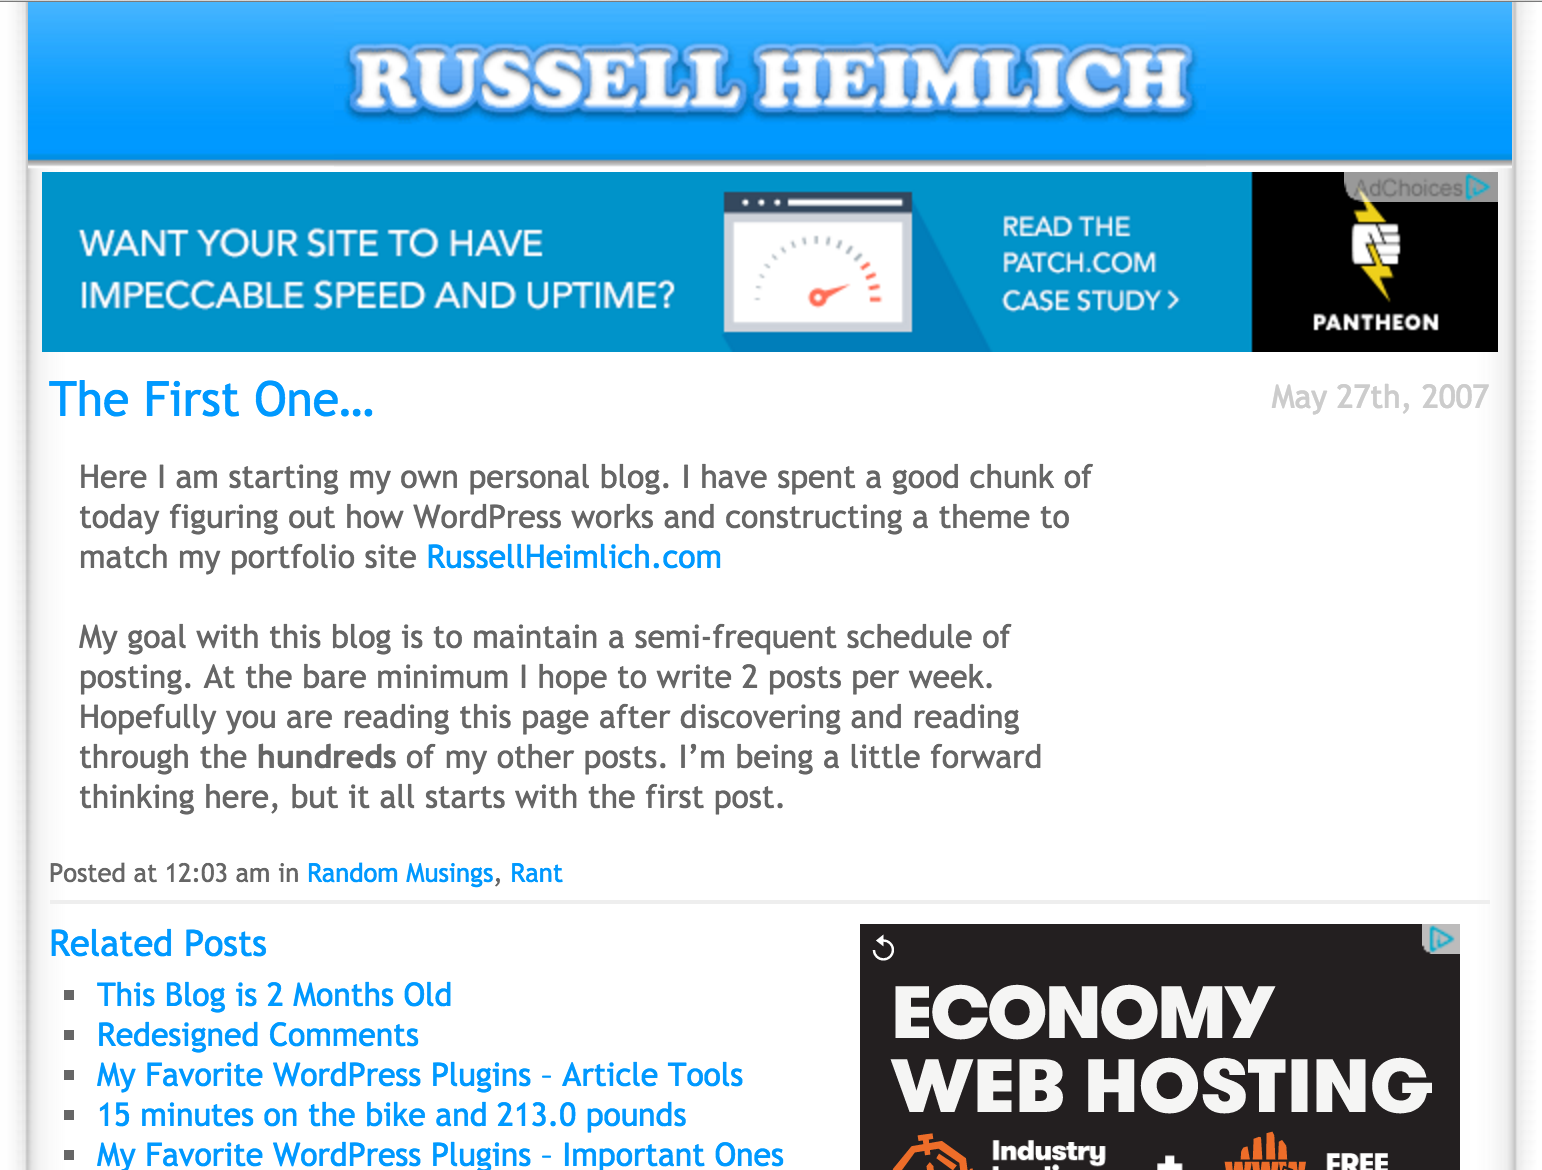 RUSSELL HEIMLICH
AdChoices
WANT YOUR SITE TO HAVE
IMPECCABLE SPEED AND UPTIME?
READ THE
PATCH.COM
CASE STUDY >
PANTHEON
The First One...
May 27th, 2007
Here I am starting my own personal blog. I have spent a good chunk of
today figuring out how WordPress works and constructing a theme to
match my portfolio site RussellHeimlich.com
My goal with this blog is to maintain a semi-frequent schedule of
posting. At the bare minimum I hope to write 2 posts per week.
Hopefully you are reading this page after discovering and reading
through the hundreds of my other posts. I’m being a little forward
thinking here, but it all starts with the first post.
Posted at 12:03 am in Random Musings, Rant
Related Posts
This Blog is 2 Months Old
Redesigned Comments
My Favorite WordPress Plugins – Article Tools
15 minutes on the bike and 213.0 pounds
My Favorite WordPress Plugins – Important Ones
ECONOMY
WEB HOSTING
Industry
+
FREE